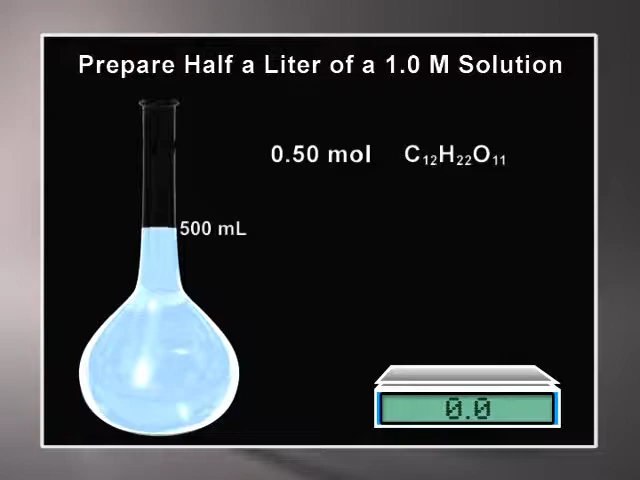 Prepare Half a Liter of a 1.0 M Solution
0.50 mol C₁₂H₂₂O₁₁
500 mL
0.0